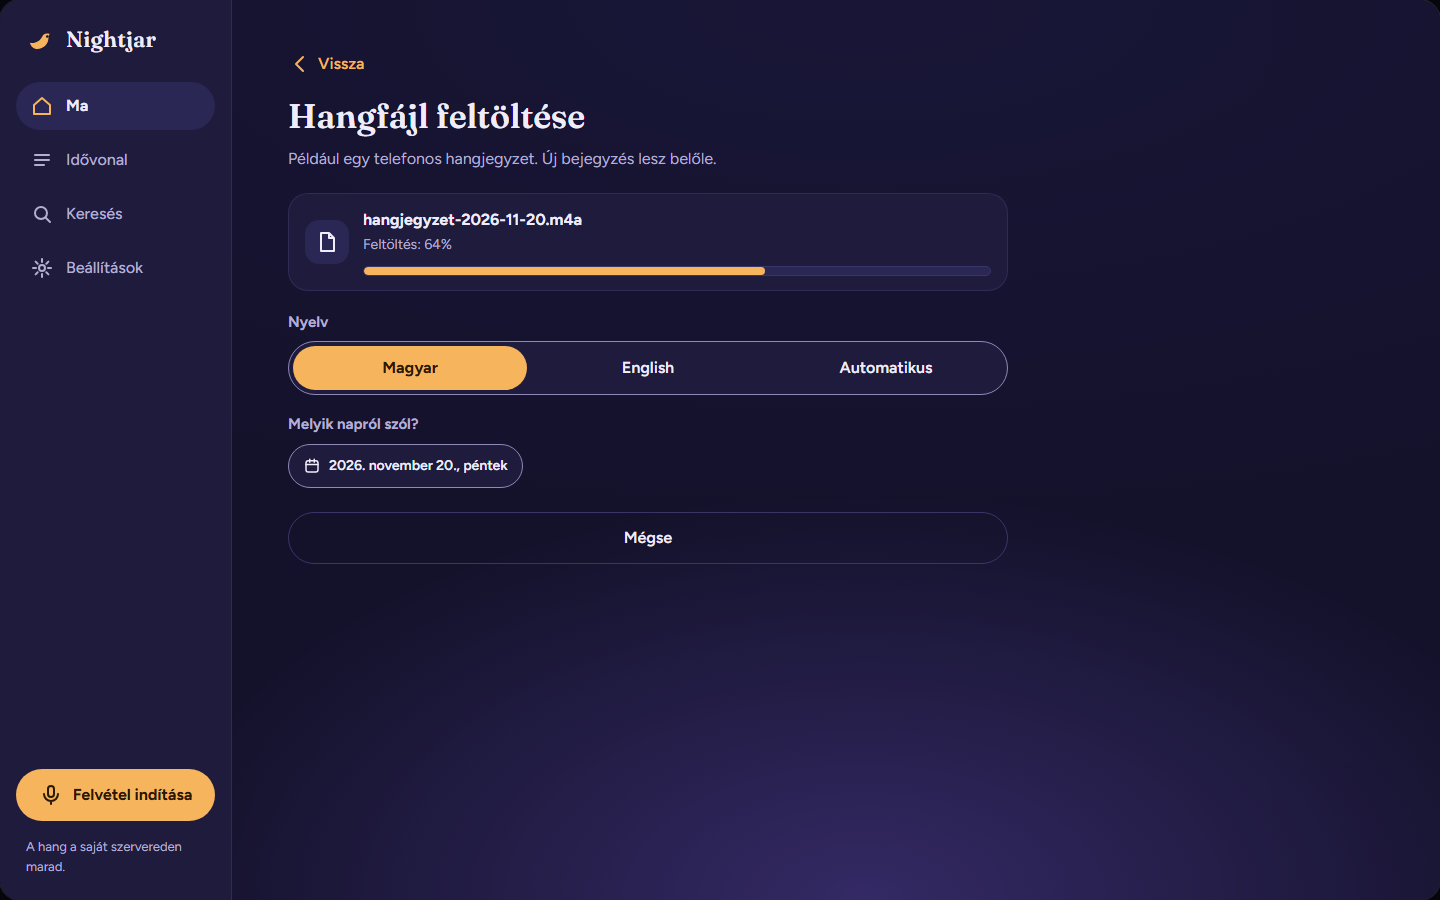 Nightjar
Ma
Idővonal
Keresés
Beállítások
Felvétel indítása
A hang a saját szervereden
marad.
Vissza
Hangfájl feltöltése
Például egy telefonos hangjegyzet. Új bejegyzés lesz belőle.
hangjegyzet-2026-11-20.m4a
Feltöltés: 64%
Nyelv
Magyar English Automatikus
Melyik napról szól?
2026. november 20., péntek
Mégse